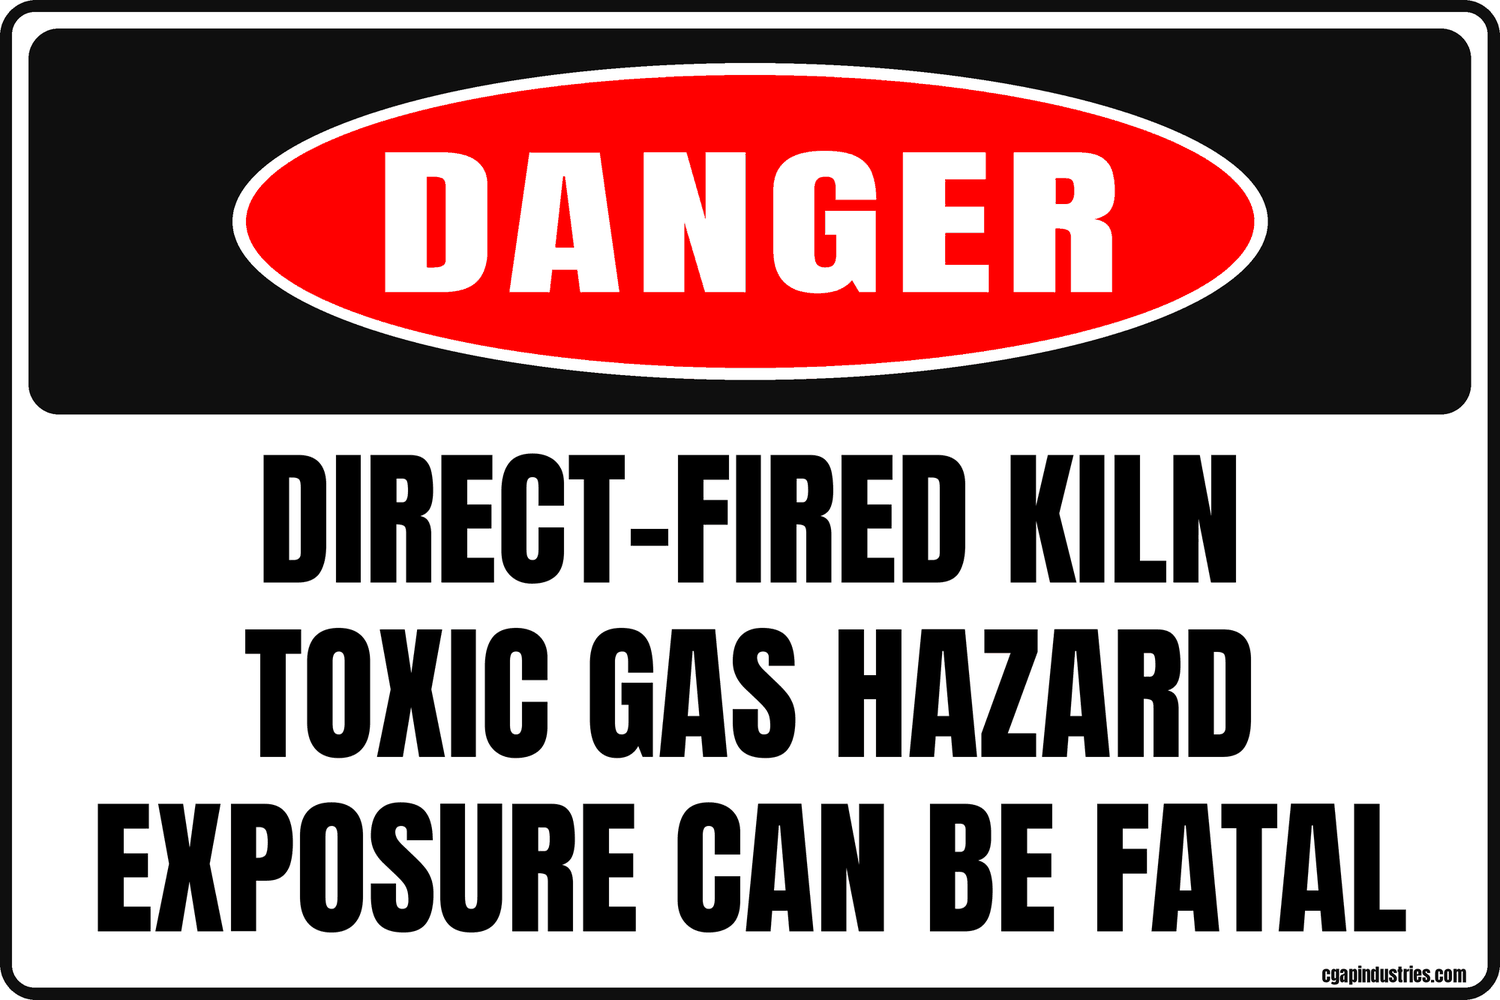 DANGER
DIRECT-FIRED KILN
TOXIC GAS HAZARD
EXPOSURE CAN BE FATAL
cgapindustries.com